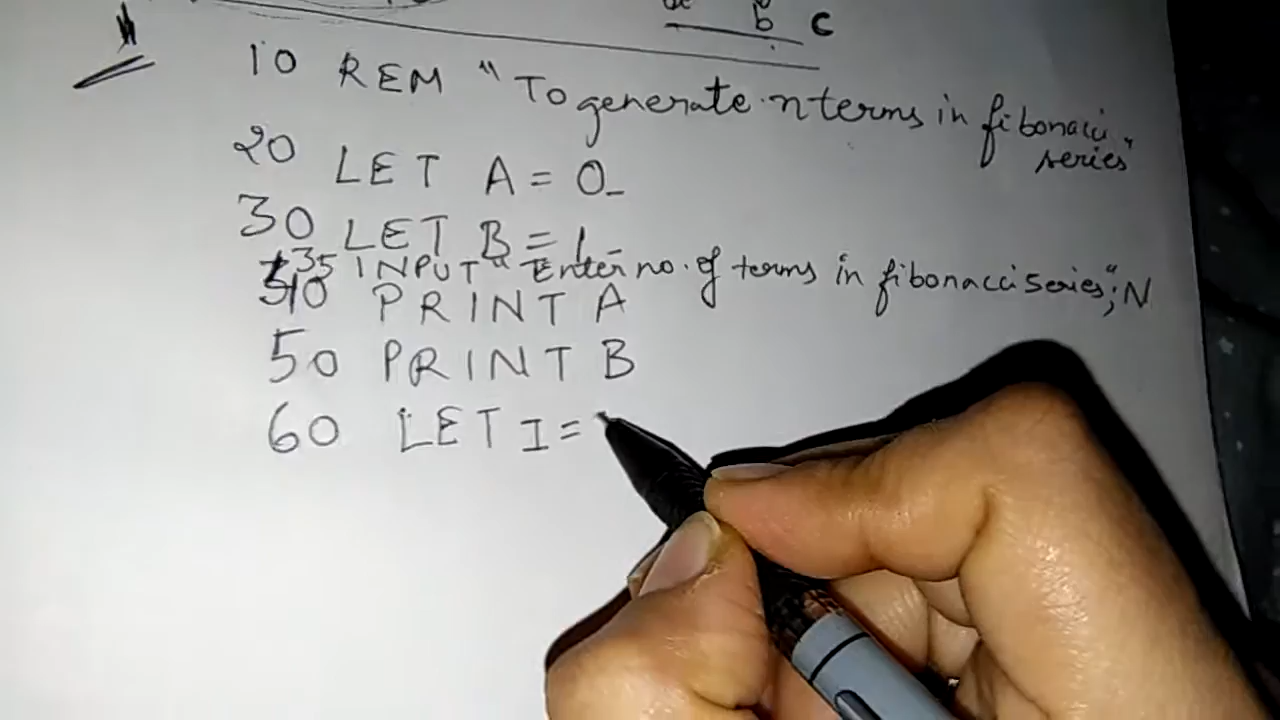 b c
10 REM "To generate n terms in fibonacci
series"
20 LET A = 0
30 LET B = 1
35 INPUT "Enter no. of terms in fibonacci series"; N
40 PRINT A
50 PRINT B
60 LET I =